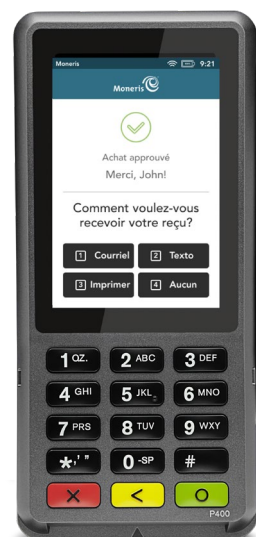 Moneris 9:21
Moneris
Achat approuvé
Merci, John!
Comment voulez-vous
recevoir votre reçu?
1 Courriel 2 Texto
3 Imprimer 4 Aucun
1 QZ. 2 ABC 3 DEF
4 GHI 5 JKL 6 MNO
7 PRS 8 TUV 9 WXY
*,' " 0 -SP #
X < O
P400